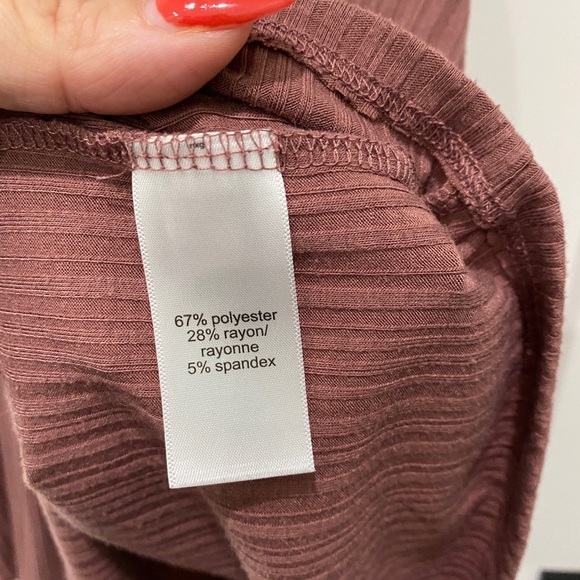 67% polyester
28% rayon/
rayonne
5% spandex